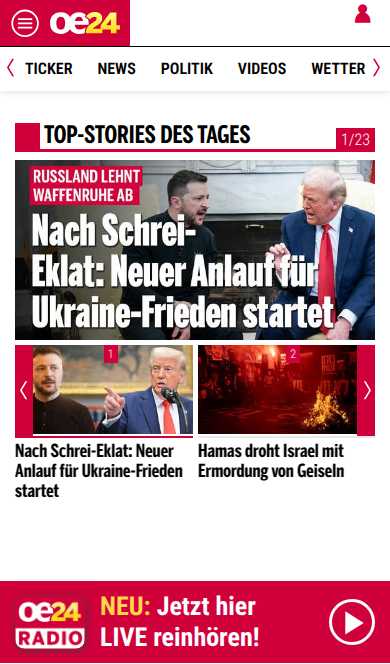 oe24
TICKER NEWS POLITIK VIDEOS WETTER
TOP-STORIES DES TAGES
1/23
RUSSLAND LEHNT
WAFFENRUHE AB
Nach Schrei-
Eklat: Neuer Anlauf für
Ukraine-Frieden startet
1
2
Nach Schrei-Eklat: Neuer
Anlauf für Ukraine-Frieden
startet
Hamas droht Israel mit
Ermordung von Geiseln
oe24
RADIO
NEU: Jetzt hier
LIVE reinhören!